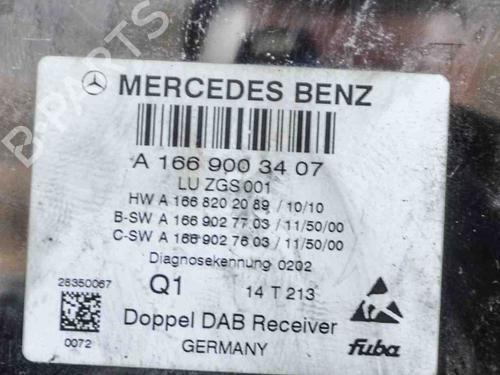 B-PARTS
MERCEDES BENZ
A 166 900 34 07
LU ZGS 001
HW A 166 820 20 89 / 10/10
B-SW A 166 902 77 03 / 11/50/00
C-SW A 166 902 76 03 / 11/50/00
Diagnosekennung 0202
26350067
Q1
14 T 213
0072
Doppel DAB Receiver
GERMANY
fuba